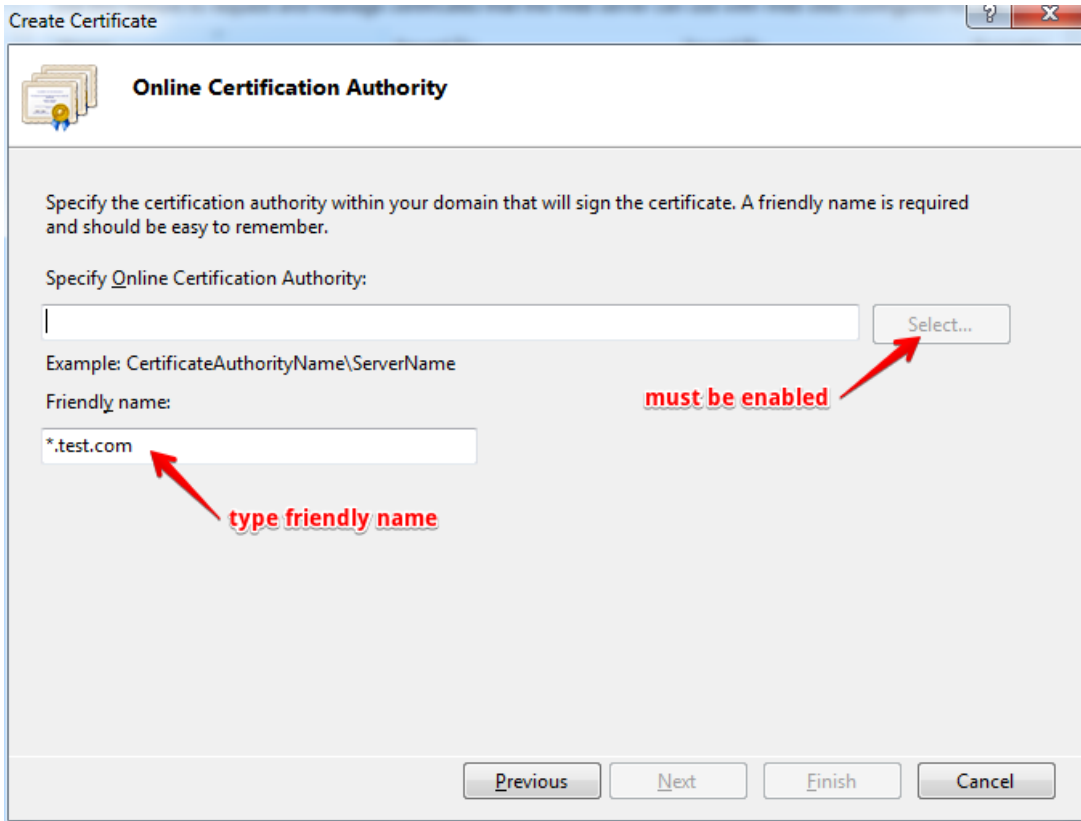 Create Certificate
?
X
Online Certification Authority
Specify the certification authority within your domain that will sign the certificate. A friendly name is required
and should be easy to remember.
Specify Online Certification Authority:
Select...
Example: CertificateAuthorityName\ServerName
must be enabled
Friendly name:
*.test.com
type friendly name
Previous Next Finish Cancel